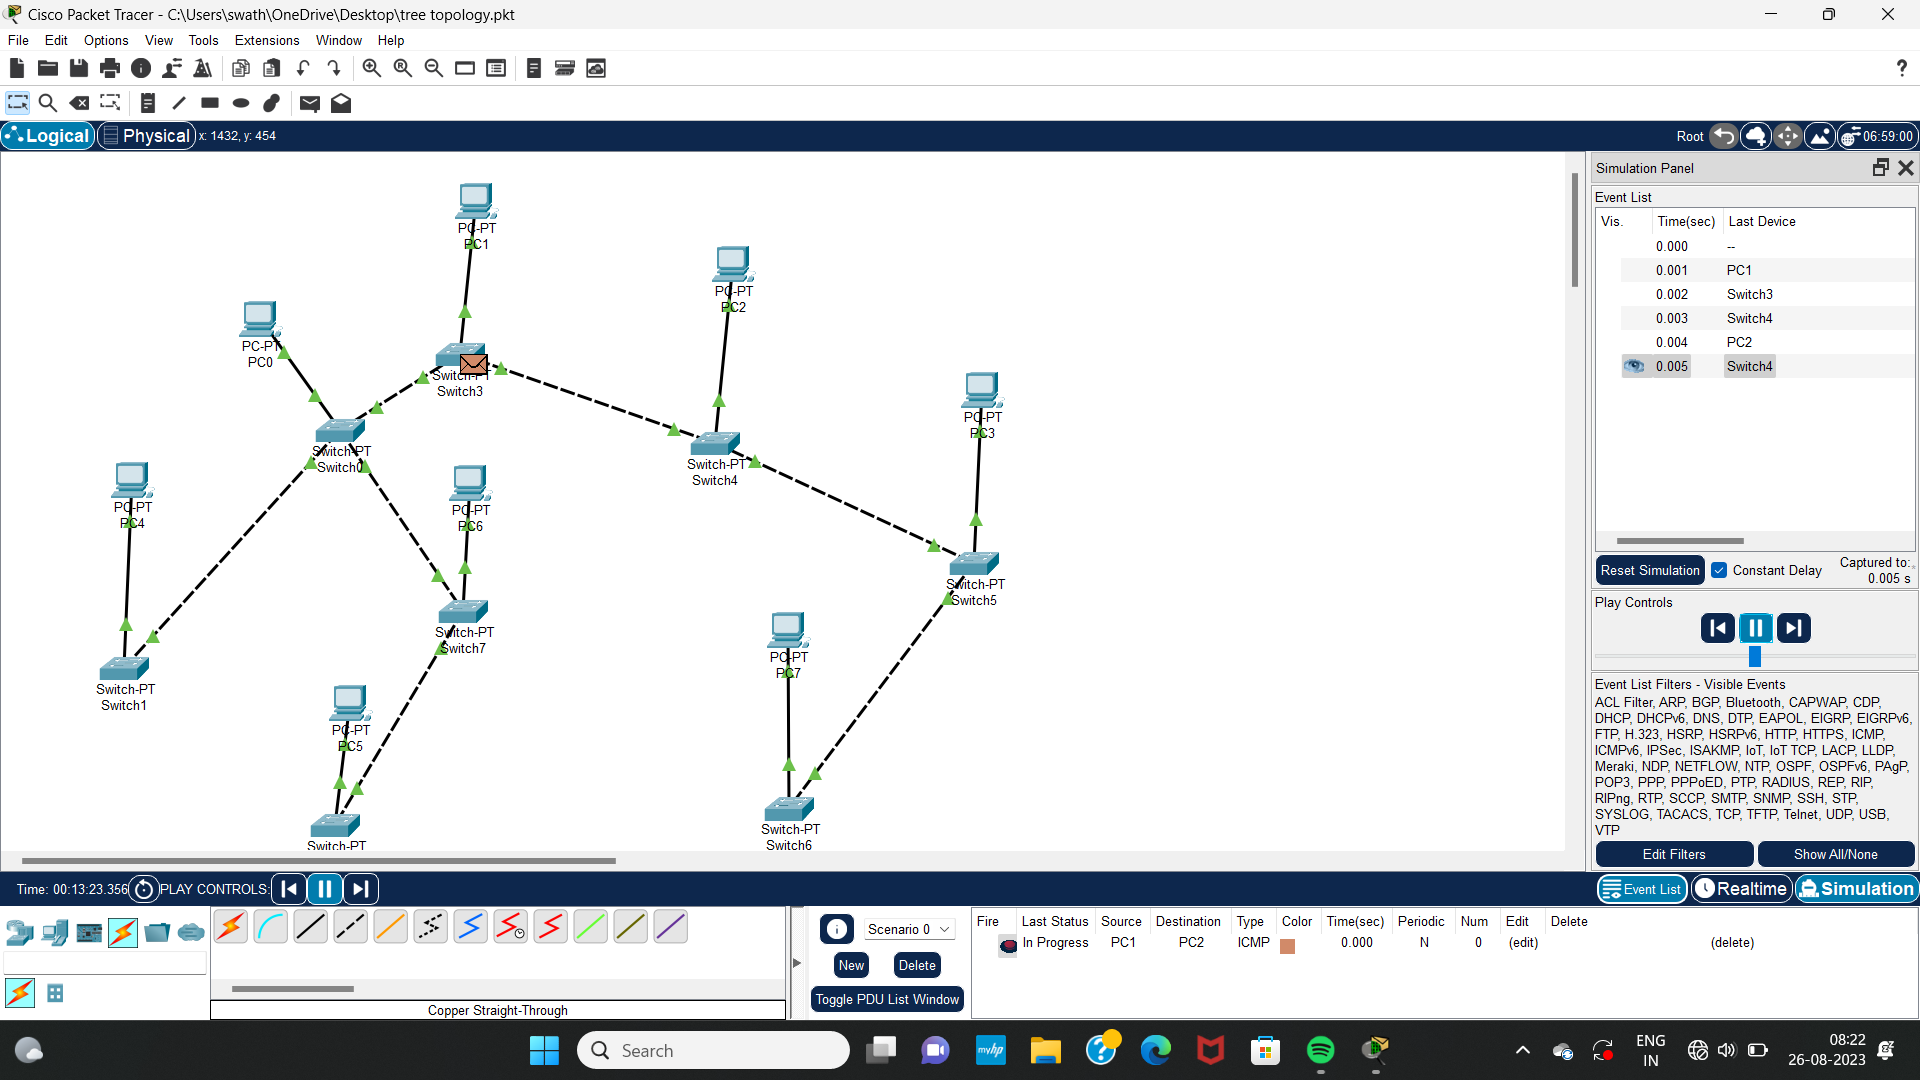 Cisco Packet Tracer - C:\Users\swath\OneDrive\Desktop\tree topology.pkt
File Edit Options View Tools Extensions Window Help
?
Logical Physical x: 1432, y: 454
Root 06:59:00
PC-PT
PC1
PC-PT
PC2
PC-PT
PC0
Switch-PT
Switch3
PC-PT
PC3
Switch-PT
Switch0
Switch-PT
Switch4
PC-PT
PC4
PC-PT
PC6
Switch-PT
Switch5
Switch-PT
Switch7
PC-PT
PC7
Switch-PT
Switch1
PC-PT
PC5
Switch-PT
Switch6
Switch-PT
Simulation Panel
Event List
Vis. Time(sec) Last Device
0.000 --
0.001 PC1
0.002 Switch3
0.003 Switch4
0.004 PC2
0.005 Switch4
Reset Simulation Constant Delay Captured to:
0.005 s
Play Controls
Event List Filters - Visible Events
ACL Filter, ARP, BGP, Bluetooth, CAPWAP, CDP,
DHCP, DHCPv6, DNS, DTP, EAPOL, EIGRP, EIGRPv6,
FTP, H.323, HSRP, HSRPv6, HTTP, HTTPS, ICMP,
ICMPv6, IPSec, ISAKMP, IoT, IoT TCP, LACP, LLDP,
Meraki, NDP, NETFLOW, NTP, OSPF, OSPFv6, PAgP,
POP3, PPP, PPPoED, PTP, RADIUS, REP, RIP,
RIPng, RTP, SCCP, SMTP, SNMP, SSH, STP,
SYSLOG, TACACS, TCP, TFTP, Telnet, UDP, USB,
VTP
Edit Filters Show All/None
Time: 00:13:23.356 PLAY CONTROLS:
Event List Realtime Simulation
Copper Straight-Through
Scenario 0
New Delete
Toggle PDU List Window
Fire Last Status Source Destination Type Color Time(sec) Periodic Num Edit Delete
In Progress PC1 PC2 ICMP 0.000 N 0 (edit) (delete)
Search
myhp
ENG
IN
08:22
26-08-2023